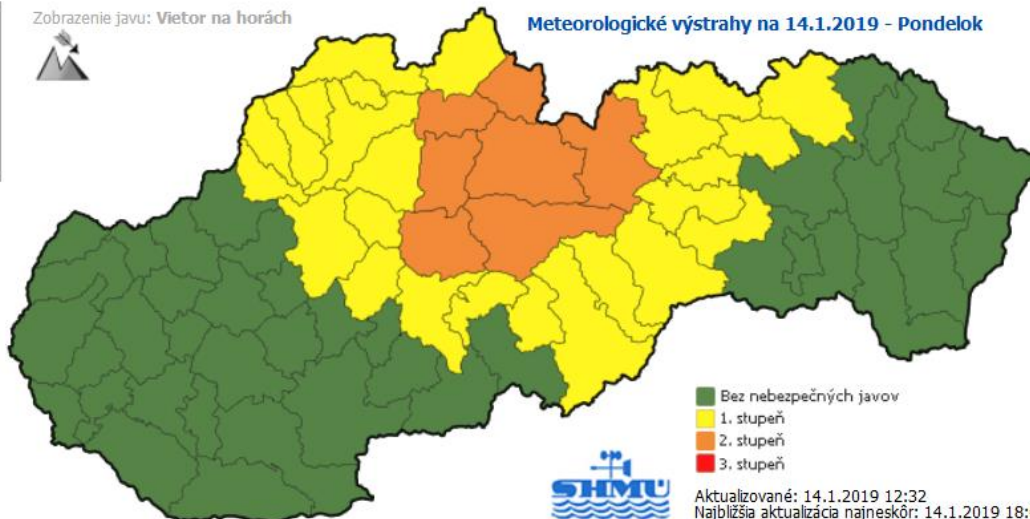 Zobrazenie javu: Vietor na horách
Meteorologické výstrahy na 14.1.2019 - Pondelok
Bez nebezpečných javov
1. stupeň
2. stupeň
3. stupeň
SHMÚ
Aktualizované: 14.1.2019 12:32
Najbližšia aktualizácia najneskôr: 14.1.2019 18: